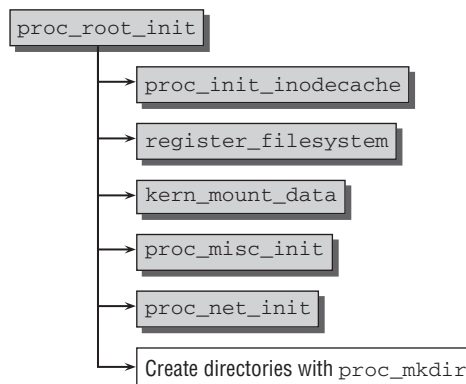 proc_root_init
proc_init_inodecache
register_filesystem
kern_mount_data
proc_misc_init
proc_net_init
Create directories with proc_mkdir